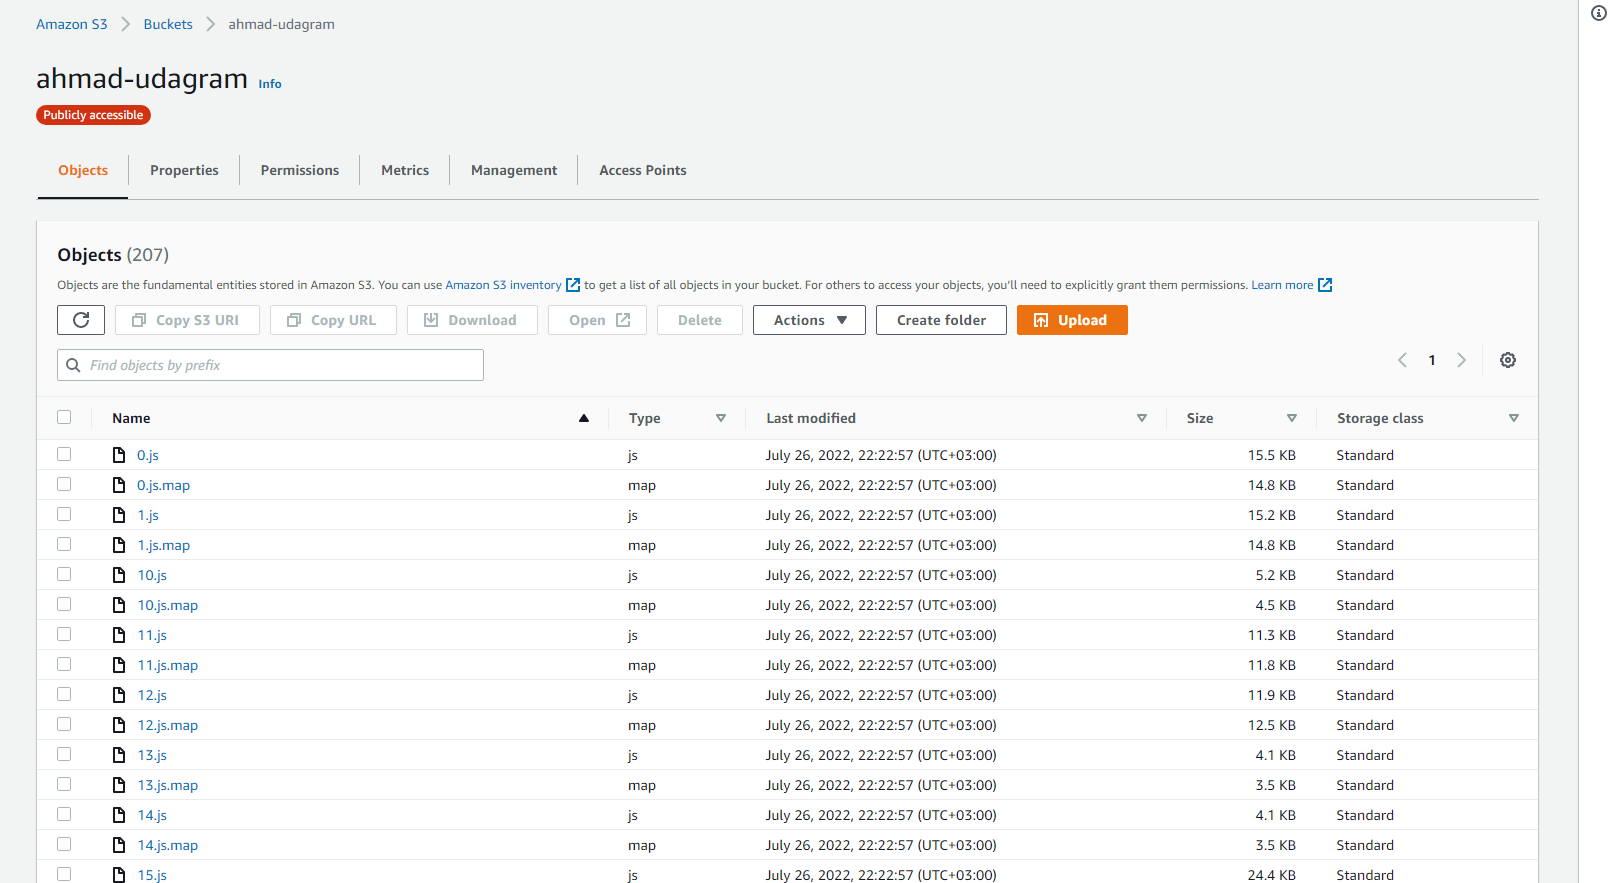 Amazon S3 Buckets ahmad-udagram
ahmad-udagram Info
Publicly accessible
Objects Properties Permissions Metrics Management Access Points
Objects (207)
Objects are the fundamental entities stored in Amazon S3. You can use Amazon S3 inventory to get a list of all objects in your bucket. For others to access your objects, you'll need to explicitly grant them permissions. Learn more
Copy S3 URI Copy URL Download Open Delete Actions Create folder Upload
Find objects by prefix 1
Name Type Last modified Size Storage class
0.js js July 26, 2022, 22:22:57 (UTC+03:00) 15.5 KB Standard
0.js.map map July 26, 2022, 22:22:57 (UTC+03:00) 14.8 KB Standard
1.js js July 26, 2022, 22:22:57 (UTC+03:00) 15.2 KB Standard
1.js.map map July 26, 2022, 22:22:57 (UTC+03:00) 14.8 KB Standard
10.js js July 26, 2022, 22:22:57 (UTC+03:00) 5.2 KB Standard
10.js.map map July 26, 2022, 22:22:57 (UTC+03:00) 4.5 KB Standard
11.js js July 26, 2022, 22:22:57 (UTC+03:00) 11.3 KB Standard
11.js.map map July 26, 2022, 22:22:57 (UTC+03:00) 11.8 KB Standard
12.js js July 26, 2022, 22:22:57 (UTC+03:00) 11.9 KB Standard
12.js.map map July 26, 2022, 22:22:57 (UTC+03:00) 12.5 KB Standard
13.js js July 26, 2022, 22:22:57 (UTC+03:00) 4.1 KB Standard
13.js.map map July 26, 2022, 22:22:57 (UTC+03:00) 3.5 KB Standard
14.js js July 26, 2022, 22:22:57 (UTC+03:00) 4.1 KB Standard
14.js.map map July 26, 2022, 22:22:57 (UTC+03:00) 3.5 KB Standard
15.js js July 26, 2022, 22:22:57 (UTC+03:00) 24.4 KB Standard